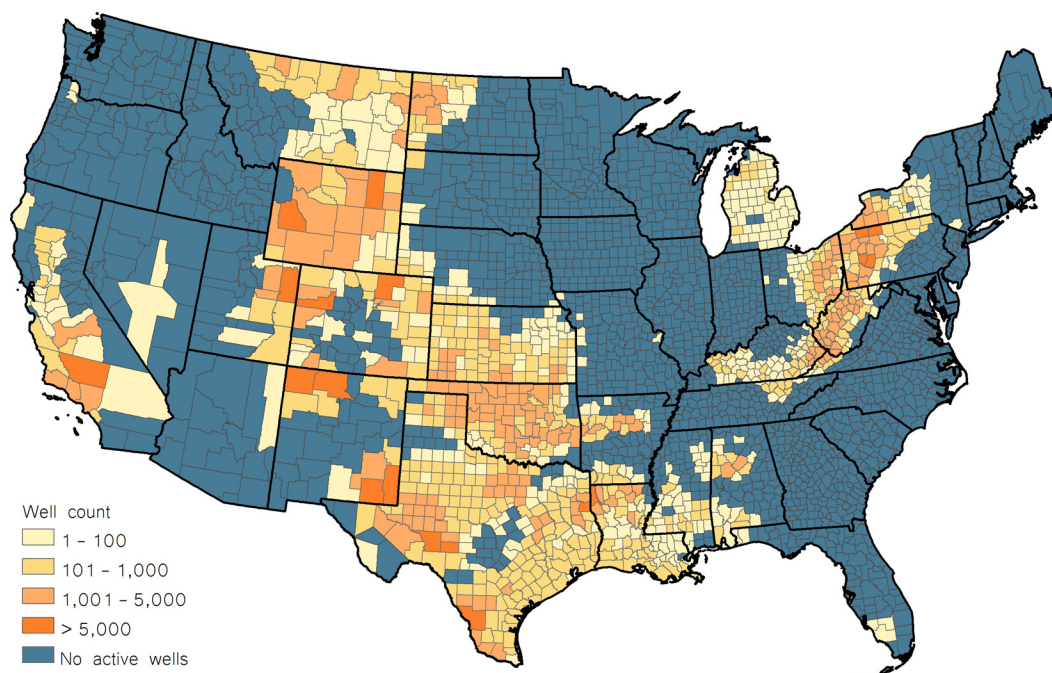 Well count
1 – 100
101 – 1,000
1,001 – 5,000
> 5,000
No active wells